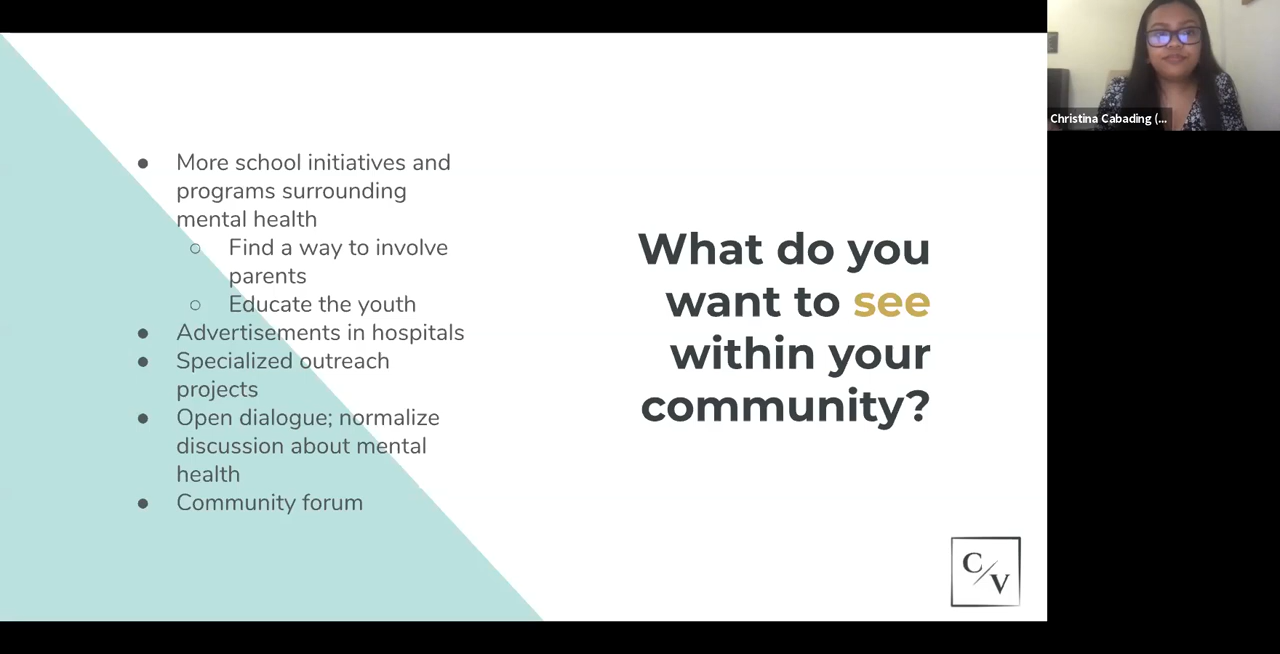 ● More school initiatives and
programs surrounding
mental health
○ Find a way to involve
parents
○ Educate the youth
● Advertisements in hospitals
● Specialized outreach
projects
● Open dialogue; normalize
discussion about mental
health
● Community forum
What do you
want to see
within your
community?
C/V
Christina Cabading (...